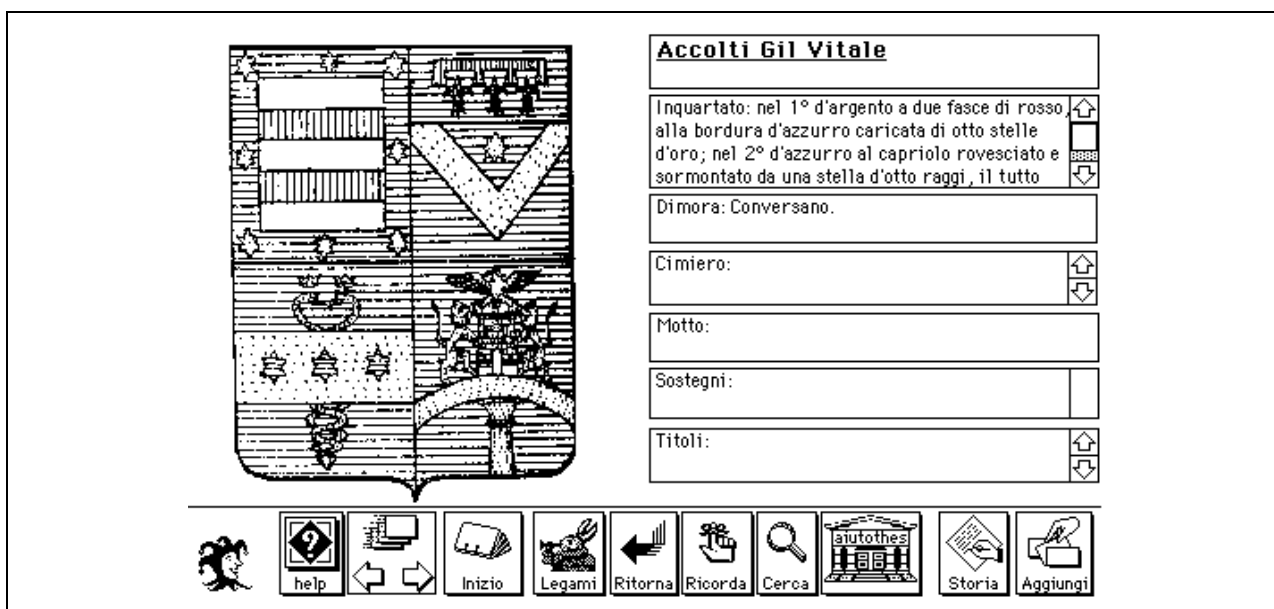 Accolti Gil Vitale
Inquartato: nel 1° d'argento a due fasce di rosso,
alla bordura d'azzurro caricata di otto stelle
d'oro; nel 2° d'azzurro al capriolo rovesciato e
sormontato da una stella d'otto raggi, il tutto
Dimora: Conversano.
Cimiero:
Motto:
Sostegni:
Titoli:
?
help
Inizio
Legami
Ritorna
Ricorda
Cerca
aiutothes
Storia
Aggiungi